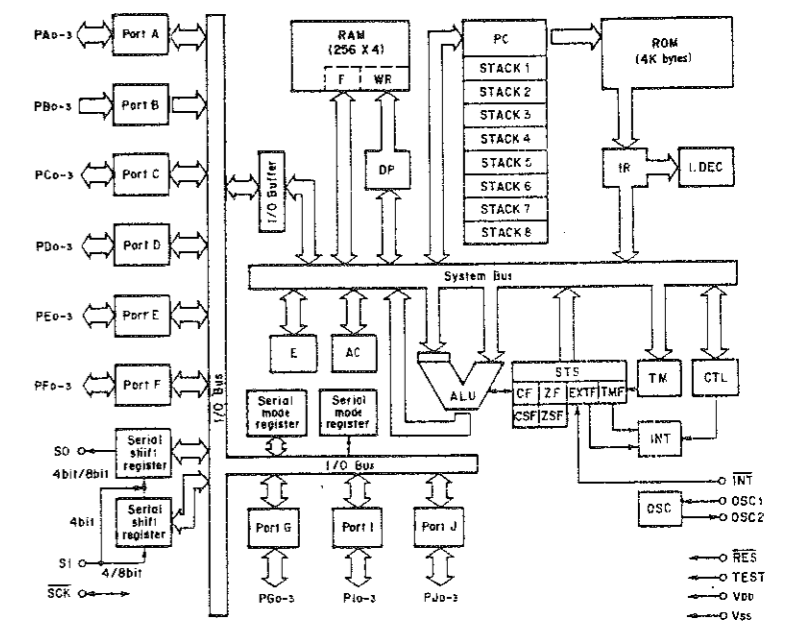 PA0-3
Port A
RAM
(256 X 4)
F
WR
PC
STACK 1
STACK 2
STACK 3
STACK 4
STACK 5
STACK 6
STACK 7
STACK 8
ROM
(4K bytes)
PB0-3
Port B
PC0-3
Port C
I/O Buffer
DP
IR
I.DEC
PD0-3
Port D
System Bus
PE0-3
Port E
E
AC
ALU
STS
CF
ZF
EXTF
TMF
CSF
ZSF
TM
CTL
INT
PF0-3
Port F
I/O Bus
Serial
mode
register
Serial
mode
register
SO
Serial
shift
register
4bit/8bit
I/O Bus
INT
4bit
Serial
shift
register
Port G
Port I
Port J
OSC
OSC1
OSC2
SI
4/8bit
RES
TEST
SCK
PG0-3
PI0-3
PJ0-3
VDD
VSS